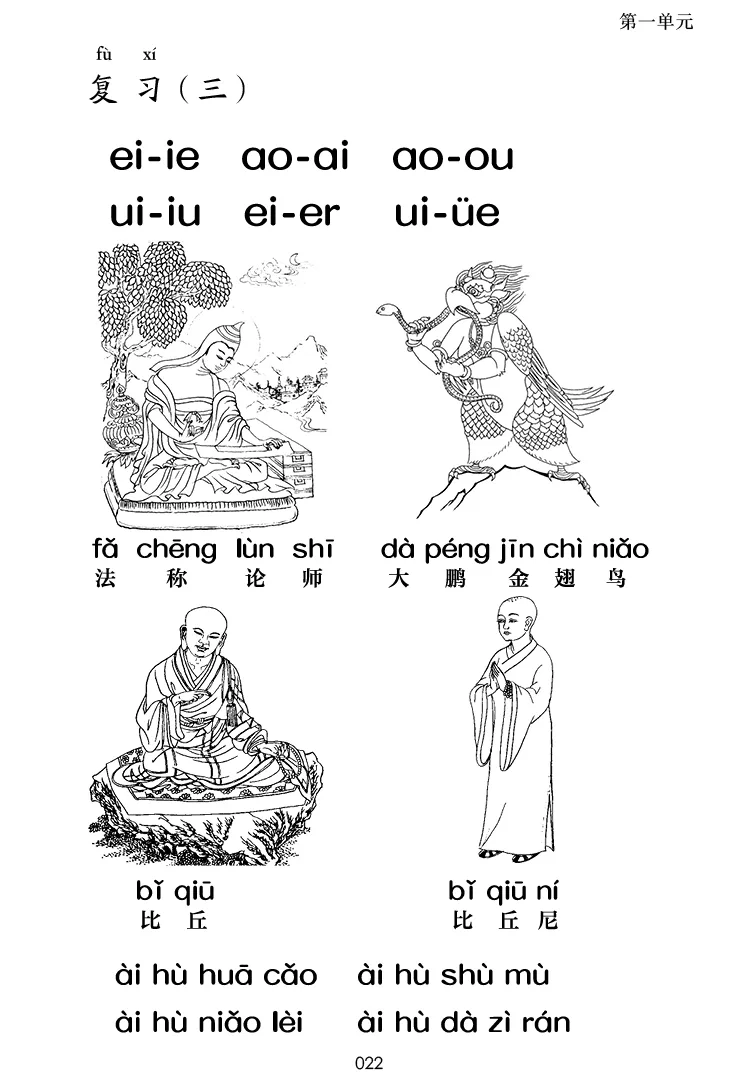 第一单元
fù xí
复习（三）
ei-ie ao-ai ao-ou
ui-iu ei-er ui-üe
fǎ chēng lùn shī dà péng jīn chì niǎo
法 称 论 师 大 鹏 金 翅 鸟
bǐ qiū bǐ qiū ní
比 丘 比 丘 尼
ài hù huā cǎo ài hù shù mù
ài hù niǎo lèi ài hù dà zì rán
022